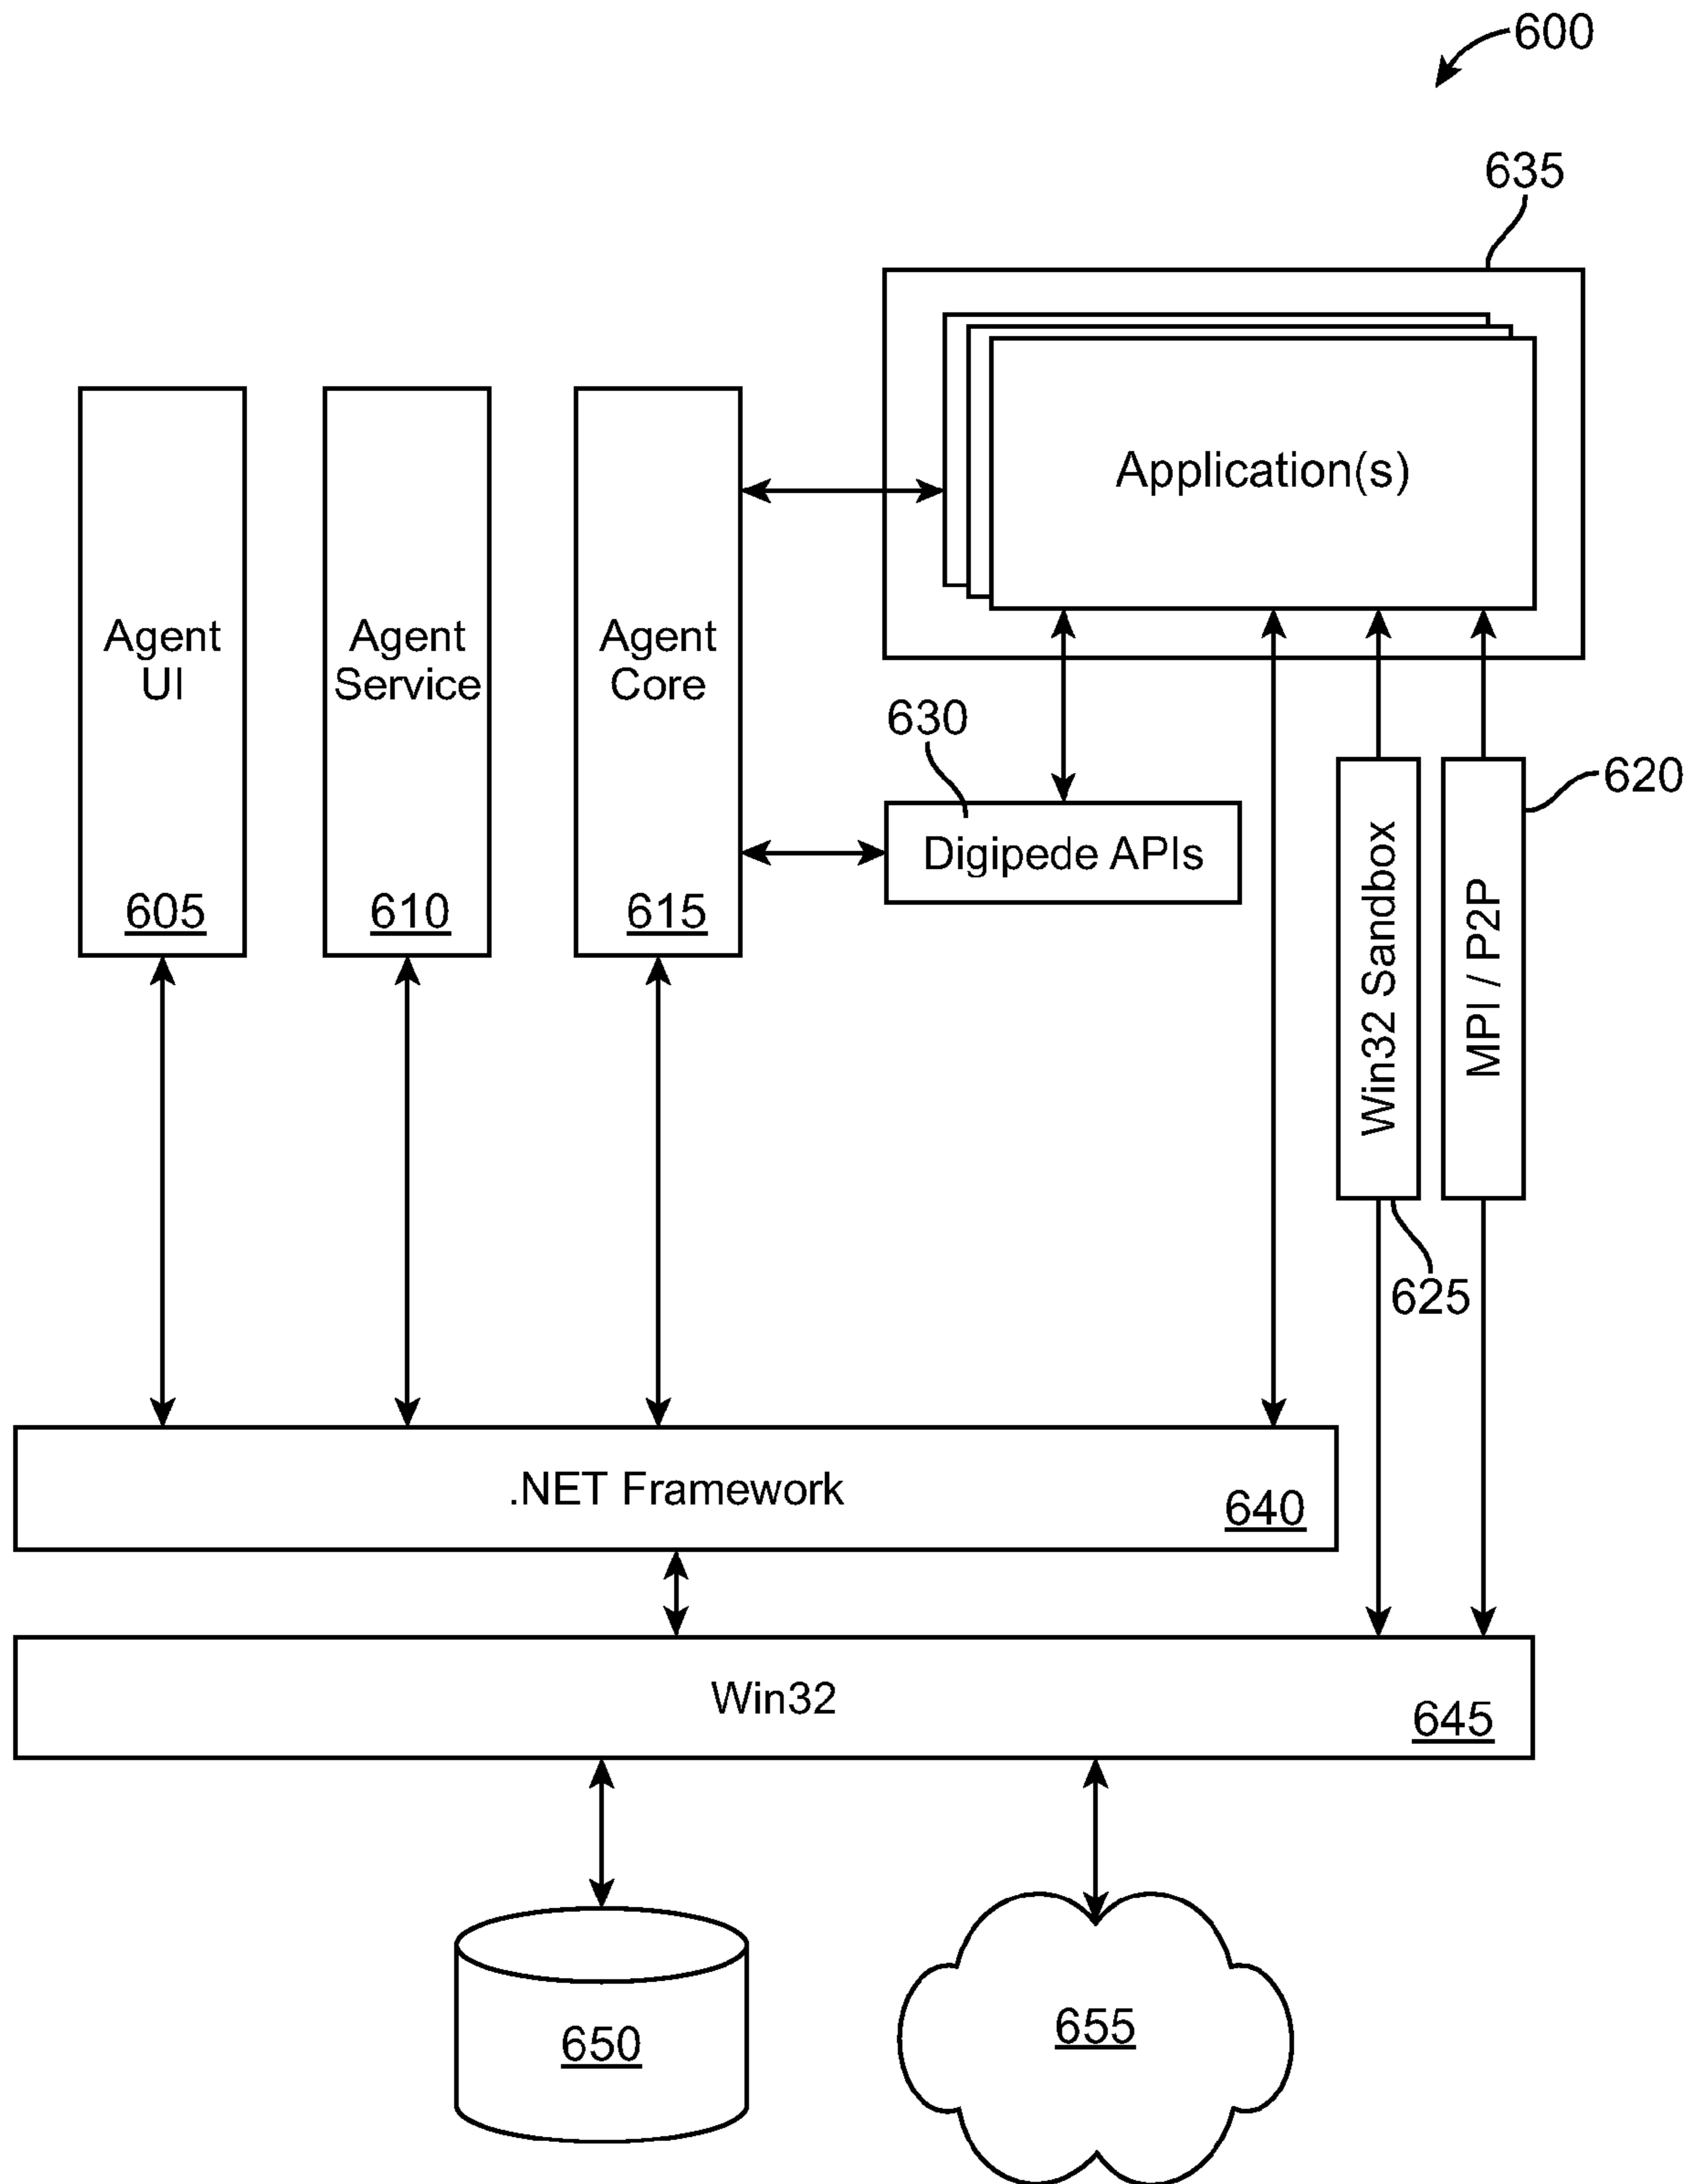 600
635
Application(s)
Agent
UI
605
Agent
Service
610
Agent
Core
615
630
Digipede APIs
Win32 Sandbox
625
MPI / P2P
620
.NET Framework
640
Win32
645
650
655